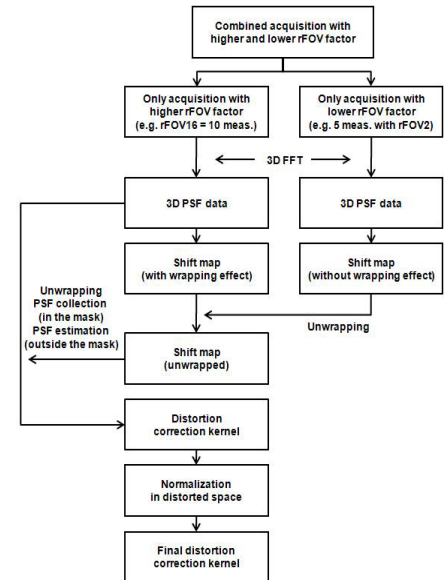 Combined acquisition with
higher and lower rFOV factor
Only acquisition with
higher rFOV factor
(e.g. rFOV16 = 10 meas.)
Only acquisition with
lower rFOV factor
(e.g. 5 meas. with rFOV2)
3D FFT
3D PSF data
3D PSF data
Shift map
(with wrapping effect)
Shift map
(without wrapping effect)
Unwrapping
PSF collection
(in the mask)
PSF estimation
(outside the mask)
Unwrapping
Shift map
(unwrapped)
Distortion
correction kernel
Normalization
in distorted space
Final distortion
correction kernel